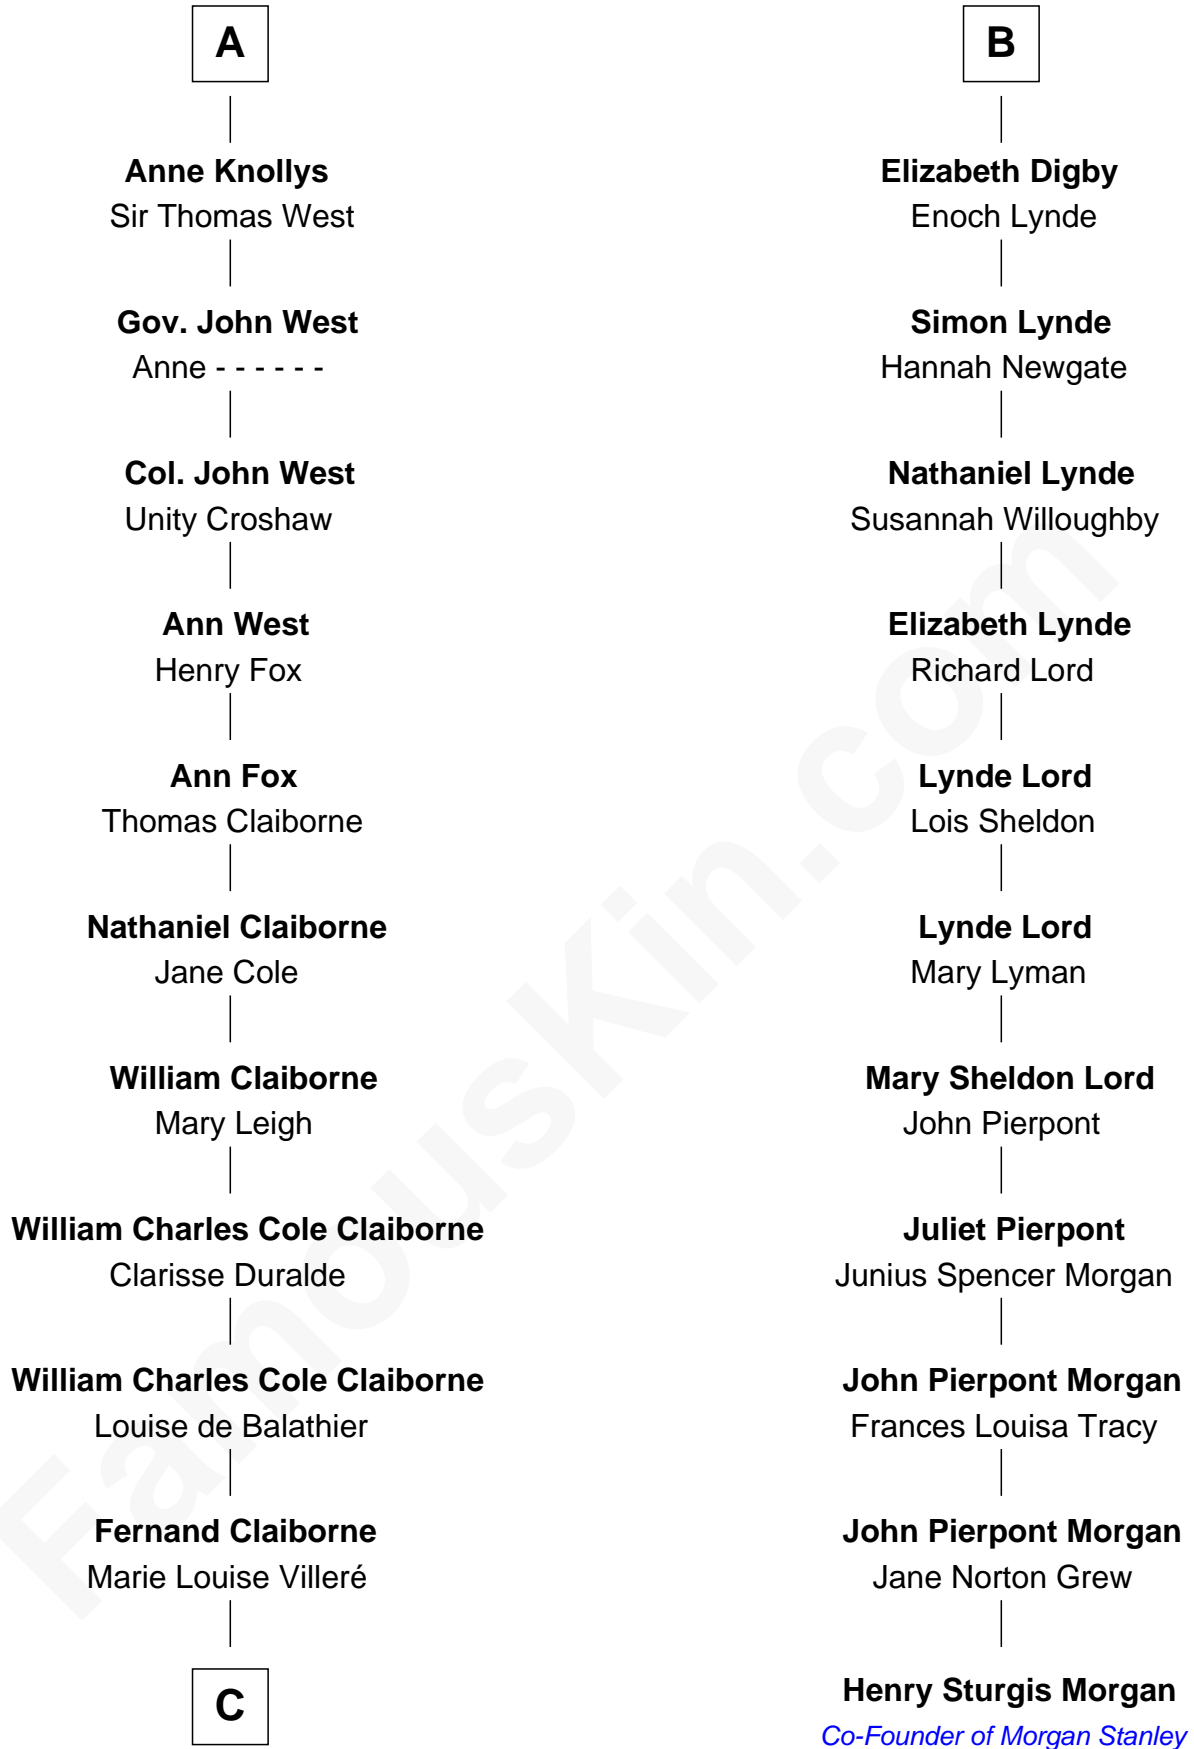 A
Anne Knollys
Sir Thomas West
Gov. John West
Anne - - - - - -
Col. John West
Unity Croshaw
Ann West
Henry Fox
Ann Fox
Thomas Claiborne
Nathaniel Claiborne
Jane Cole
William Claiborne
Mary Leigh
William Charles Cole Claiborne
Clarisse Duralde
William Charles Cole Claiborne
Louise de Balathier
Fernand Claiborne
Marie Louise Villeré
C
B
Elizabeth Digby
Enoch Lynde
Simon Lynde
Hannah Newgate
Nathaniel Lynde
Susannah Willoughby
Elizabeth Lynde
Richard Lord
Lynde Lord
Lois Sheldon
Lynde Lord
Mary Lyman
Mary Sheldon Lord
John Pierpont
Juliet Pierpont
Junius Spencer Morgan
John Pierpont Morgan
Frances Louisa Tracy
John Pierpont Morgan
Jane Norton Grew
Henry Sturgis Morgan
Co-Founder of Morgan Stanley
FamousKin.com